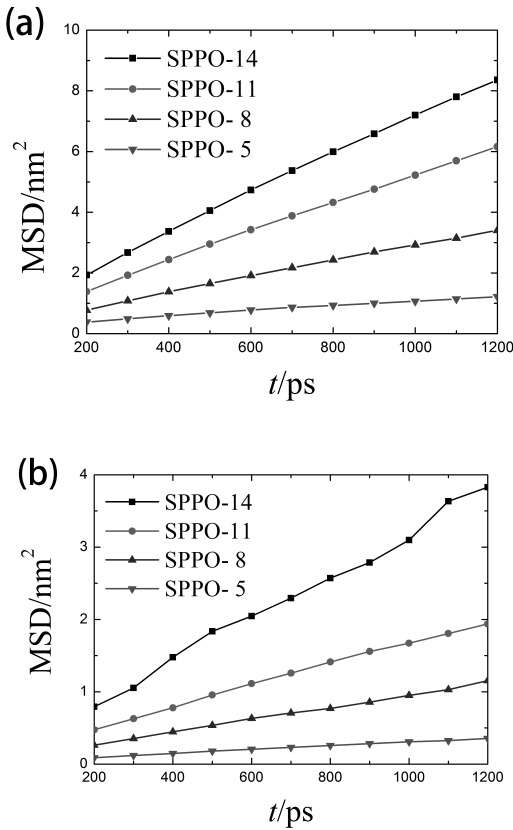 (a)
10
8
6
4
2
0
MSD/nm²
SPPO-14
SPPO-11
SPPO- 8
SPPO- 5
200 400 600 800 1000 1200
t/ps
(b)
4
3
2
1
0
MSD/nm²
SPPO-14
SPPO-11
SPPO- 8
SPPO- 5
200 400 600 800 1000 1200
t/ps